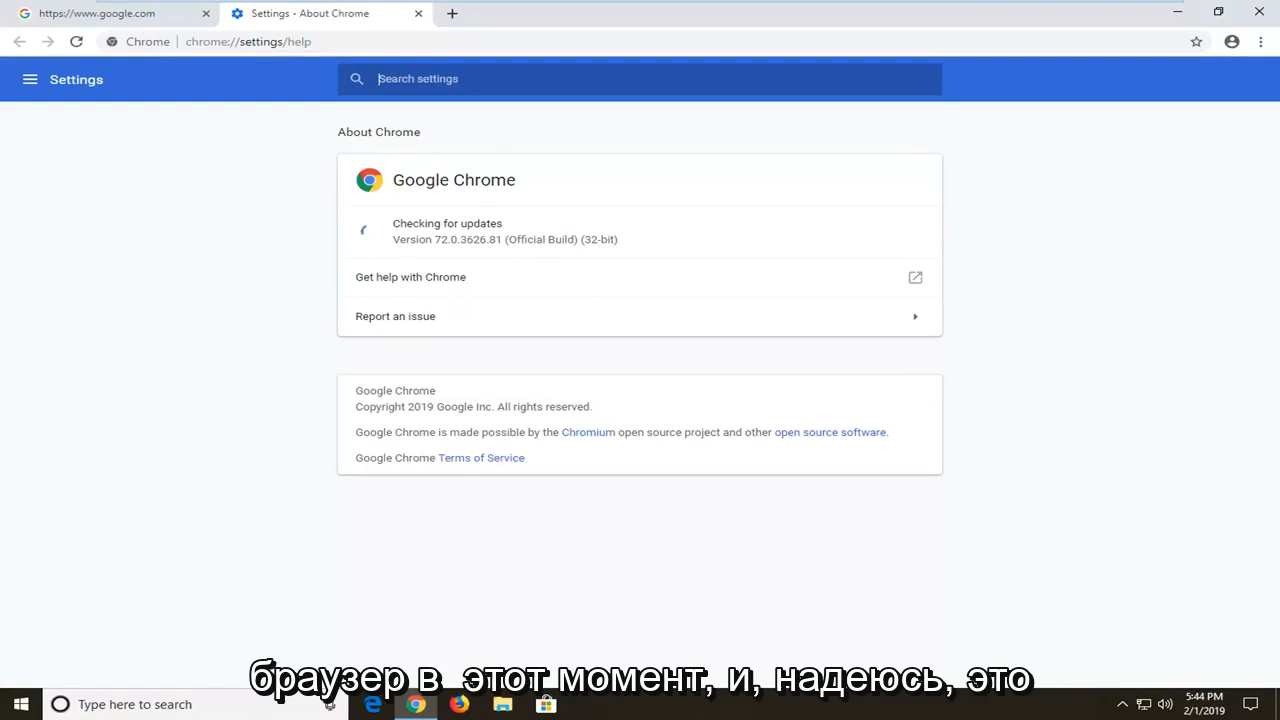 https://www.google.com
Settings - About Chrome
Chrome | chrome://settings/help
Settings
Search settings
About Chrome
Google Chrome
Checking for updates
Version 72.0.3626.81 (Official Build) (32-bit)
Get help with Chrome
Report an issue
Google Chrome
Copyright 2019 Google Inc. All rights reserved.
Google Chrome is made possible by the Chromium open source project and other open source software.
Google Chrome Terms of Service
браузер в этот момент, и, надеюсь, это
Type here to search
5:44 PM
2/1/2019